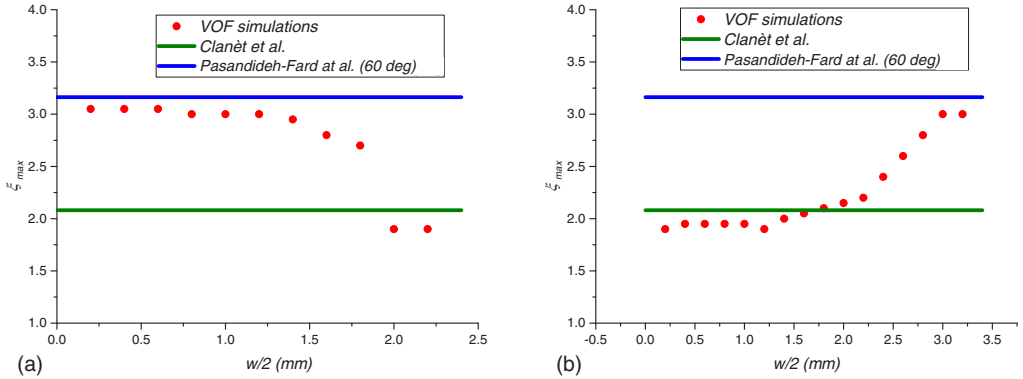 4.0
3.5
3.0
2.5
2.0
1.5
1.0
ξ max
0.0 0.5 1.0 1.5 2.0 2.5
w/2 (mm)
(a)
VOF simulations
Clanèt et al.
Pasandideh-Fard at al. (60 deg)
4.0
3.5
3.0
2.5
2.0
1.5
1.0
ξ max
-0.5 0.0 0.5 1.0 1.5 2.0 2.5 3.0 3.5
w/2 (mm)
(b)
VOF simulations
Clanèt et al.
Pasandideh-Fard at al. (60 deg)